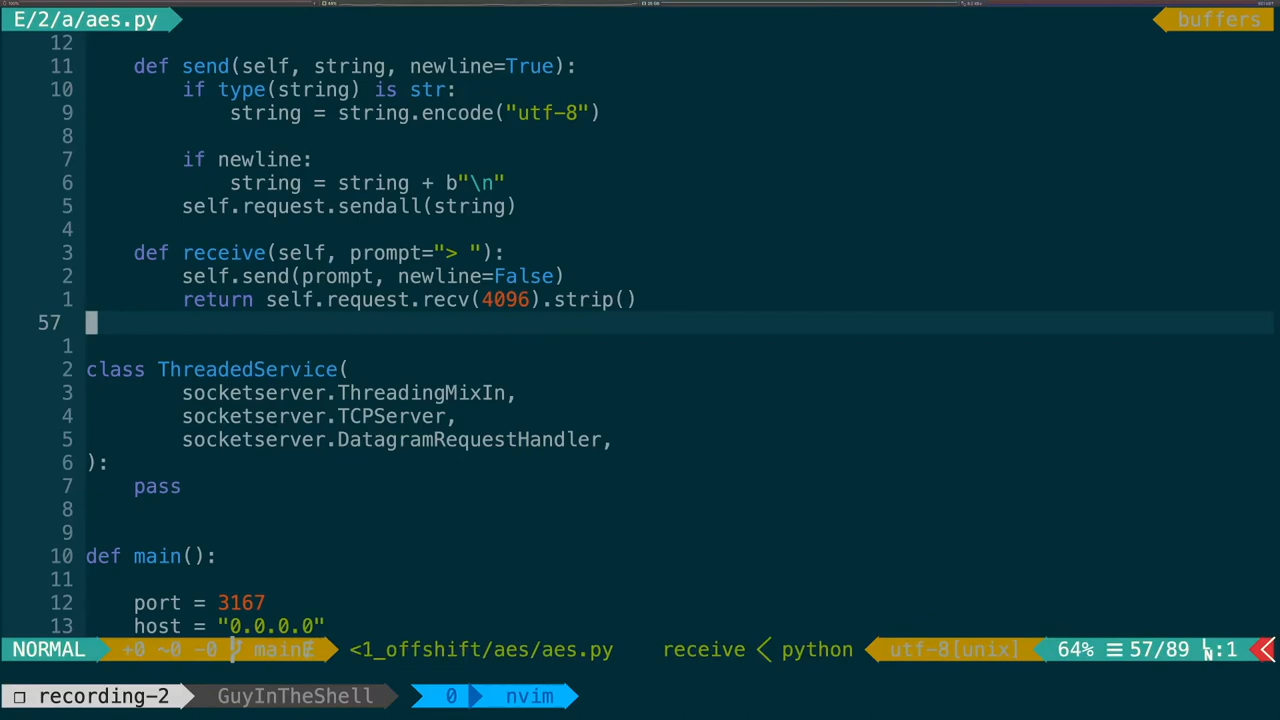 E/2/a/aes.py buffers
12
11 def send(self, string, newline=True):
10 if type(string) is str:
9 string = string.encode("utf-8")
8
7 if newline:
6 string = string + b"\n"
5 self.request.sendall(string)
4
3 def receive(self, prompt="> "):
2 self.send(prompt, newline=False)
1 return self.request.recv(4096).strip()
57
1
2 class ThreadedService(
3 socketserver.ThreadingMixIn,
4 socketserver.TCPServer,
5 socketserver.DatagramRequestHandler,
6 ):
7 pass
8
9
10 def main():
11
12 port = 3167
13 host = "0.0.0.0"
NORMAL +0 ~0 -0 main <1_offshift/aes/aes.py receive < python utf-8[unix] 64% ☰ 57/89 :1
□ recording-2 GuyInTheShell 0 nvim